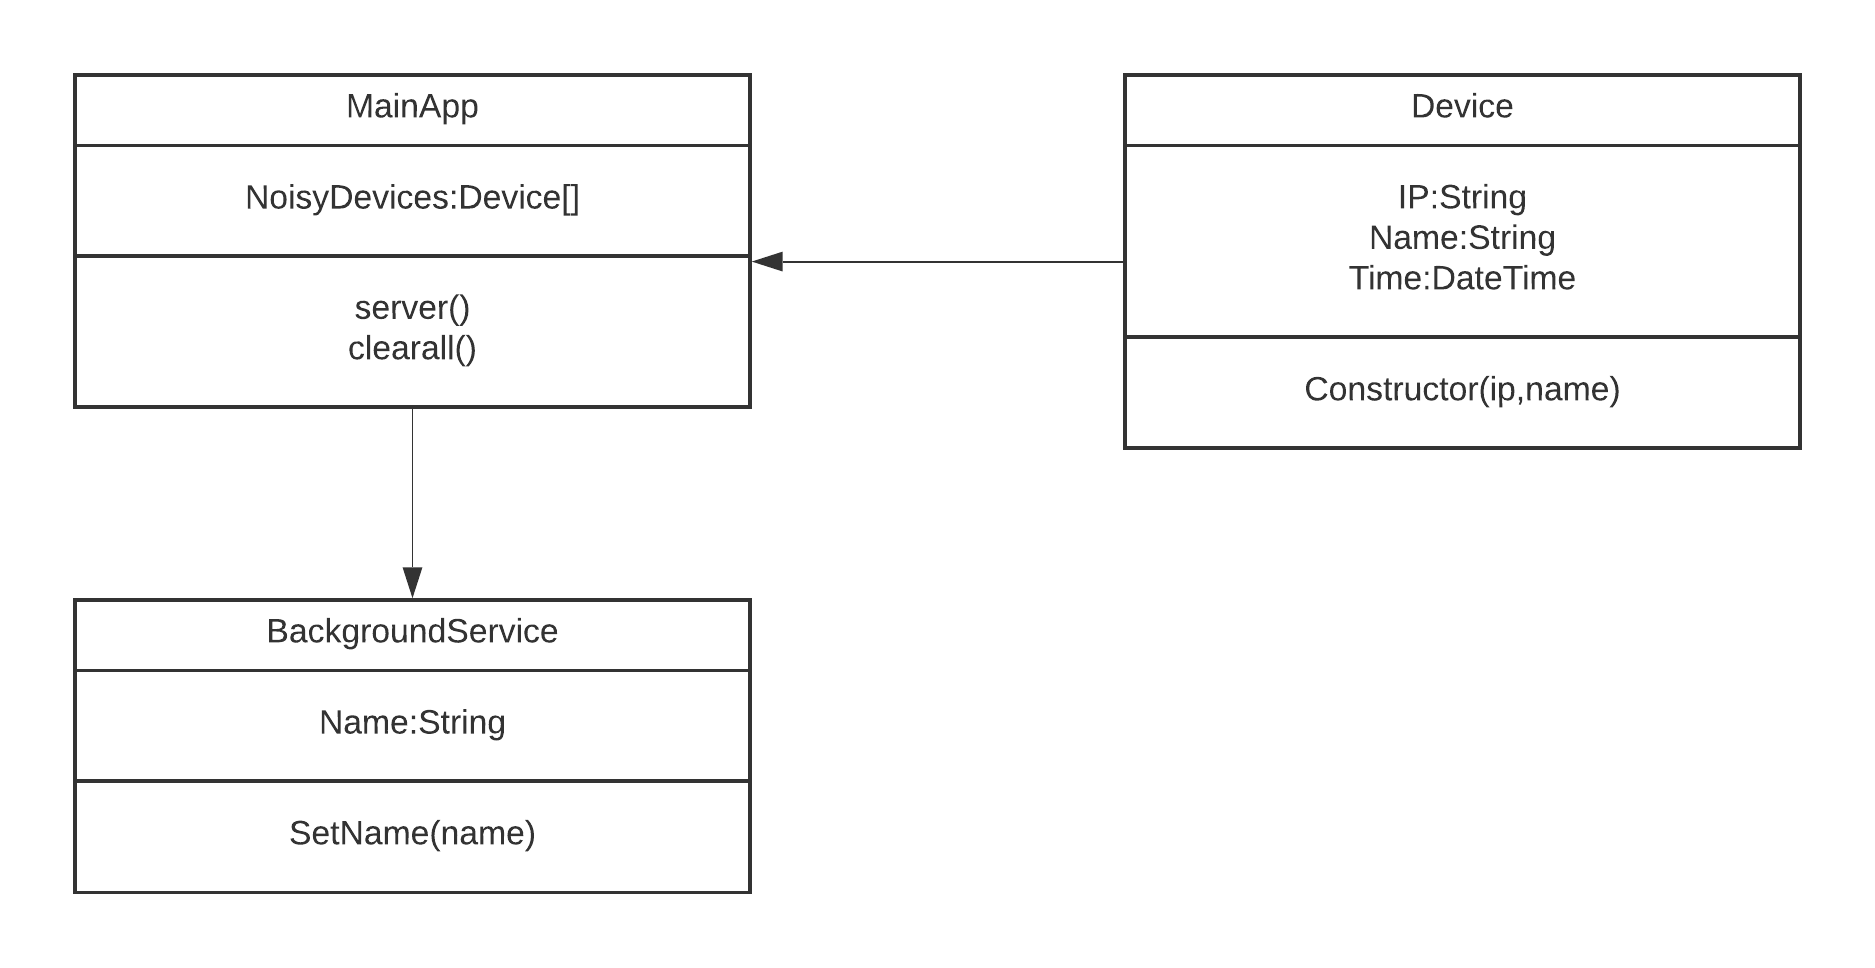 MainApp
NoisyDevices:Device[]
server()
clearall()
Device
IP:String
Name:String
Time:DateTime
Constructor(ip,name)
BackgroundService
Name:String
SetName(name)